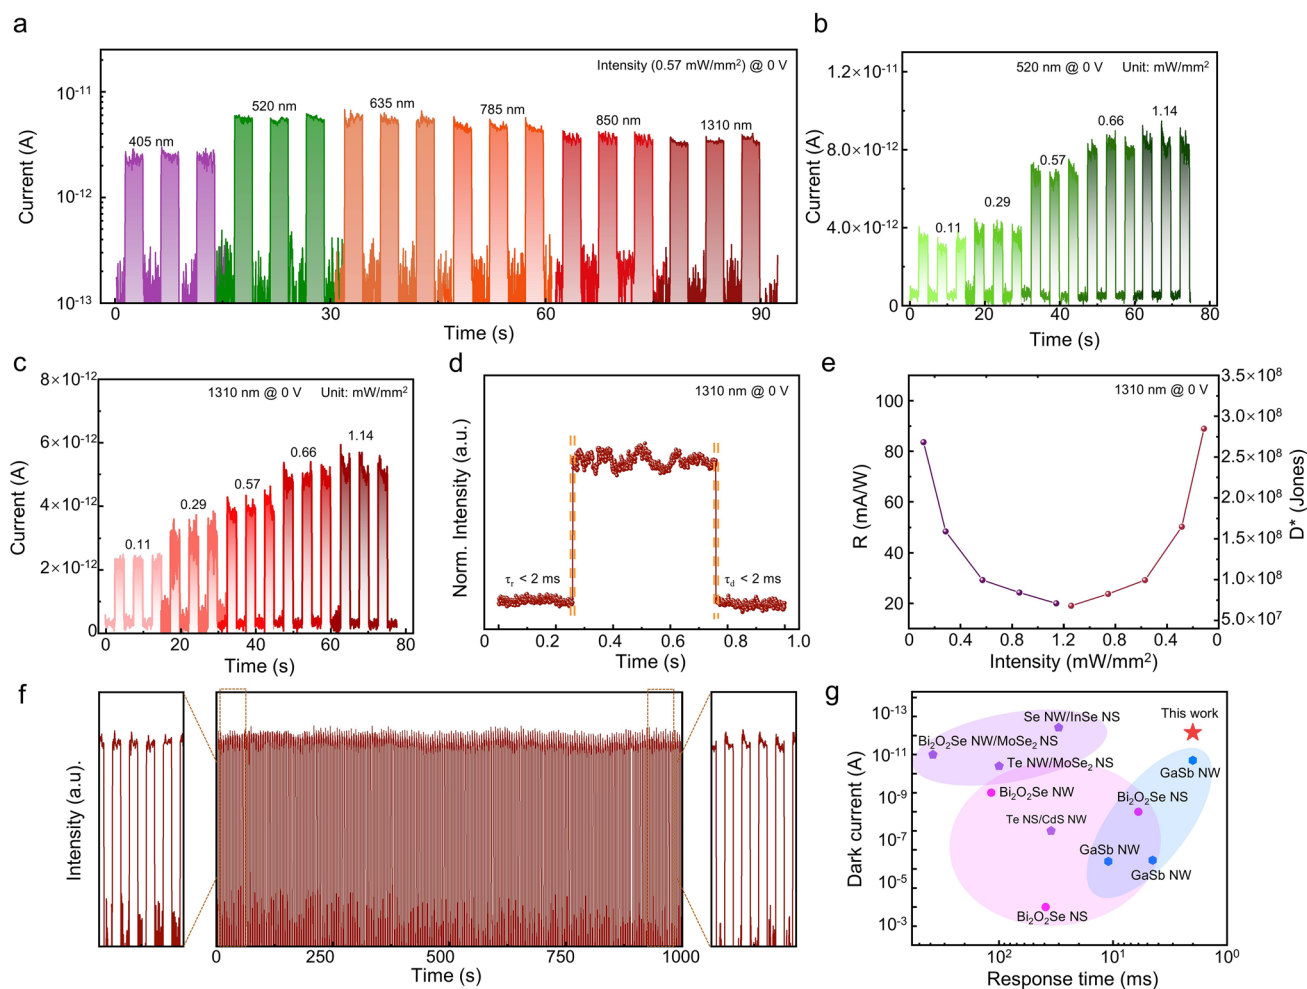 a
Intensity (0.57 mW/mm²) @ 0 V
405 nm
520 nm
635 nm
785 nm
850 nm
1310 nm
10⁻¹¹
10⁻¹²
10⁻¹³
Current (A)
0
30
60
90
Time (s)
b
520 nm @ 0 V Unit: mW/mm²
1.2×10⁻¹¹
8.0×10⁻¹²
4.0×10⁻¹²
0
Current (A)
0.11
0.29
0.57
0.66
1.14
0
20
40
60
80
Time (s)
c
1310 nm @ 0 V Unit: mW/mm²
8×10⁻¹²
6×10⁻¹²
4×10⁻¹²
2×10⁻¹²
0
Current (A)
0.11
0.29
0.57
0.66
1.14
0
20
40
60
80
Time (s)
d
1310 nm @ 0 V
Norm. Intensity (a.u.)
τr < 2 ms
τd < 2 ms
0.0
0.2
0.4
0.6
0.8
1.0
Time (s)
e
1310 nm @ 0 V
100
80
60
40
20
R (mA/W)
3.5×10⁸
3.0×10⁸
2.5×10⁸
2.0×10⁸
1.5×10⁸
1.0×10⁸
5.0×10⁷
D* (Jones)
0
0.4
0.8
1.2
0.8
0.4
0
Intensity (mW/mm²)
f
Intensity (a.u.)
0
250
500
750
1000
Time (s)
g
10⁻¹³
10⁻¹¹
10⁻⁹
10⁻⁷
10⁻⁵
10⁻³
Dark current (A)
Se NW/InSe NS
This work
Bi₂O₂Se NW/MoSe₂ NS
Te NW/MoSe₂ NS
GaSb NW
Bi₂O₂Se NW
Bi₂O₂Se NS
Te NS/CdS NW
GaSb NW
GaSb NW
Bi₂O₂Se NS
10²
10¹
10⁰
Response time (ms)